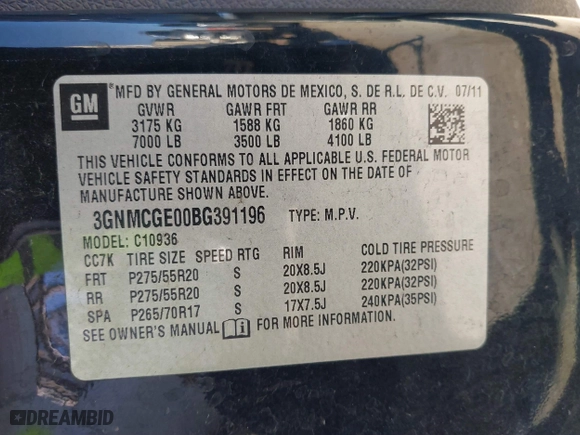 GM
MFD BY GENERAL MOTORS DE MEXICO, S. DE R.L. DE C.V. 07/11
GVWR GAWR FRT GAWR RR
3175 KG 1588 KG 1860 KG
7000 LB 3500 LB 4100 LB
THIS VEHICLE CONFORMS TO ALL APPLICABLE U.S. FEDERAL MOTOR
VEHICLE SAFETY STANDARDS IN EFFECT ON THE DATE OF
MANUFACTURE SHOWN ABOVE.
3GNMCGE00BG391196 TYPE: M.P.V.
MODEL: C10936
CC7K TIRE SIZE SPEED RTG RIM COLD TIRE PRESSURE
FRT P275/55R20 S 20X8.5J 220KPA(32PSI)
RR P275/55R20 S 20X8.5J 220KPA(32PSI)
SPA P265/70R17 S 17X7.5J 240KPA(35PSI)
SEE OWNER'S MANUAL i FOR MORE INFORMATION.
DREAMBID